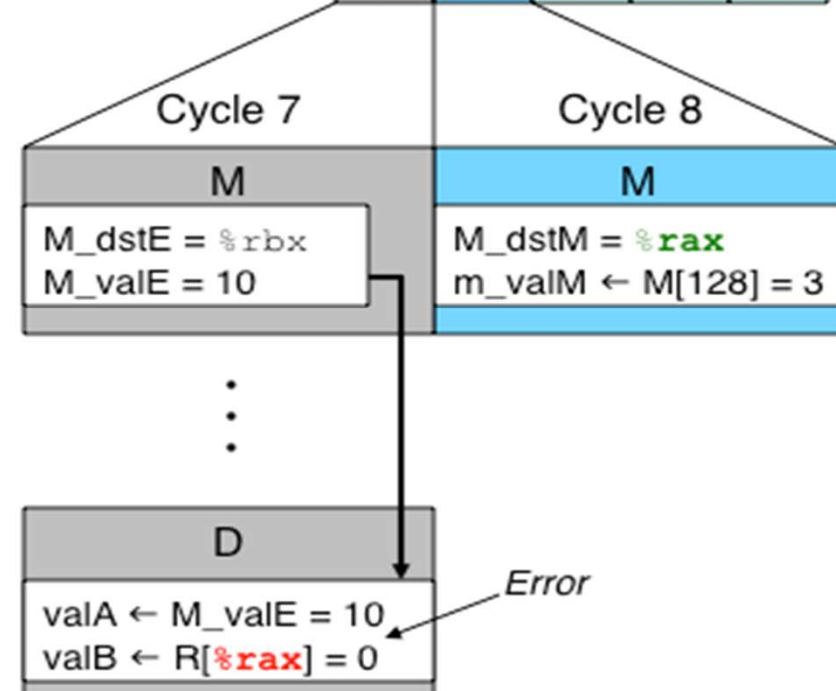 Cycle 7
Cycle 8
M
M
M_dstE = %rbx
M_valE = 10
M_dstM = %rax
m_valM ← M[128] = 3
D
Error
valA ← M_valE = 10
valB ← R[%rax] = 0